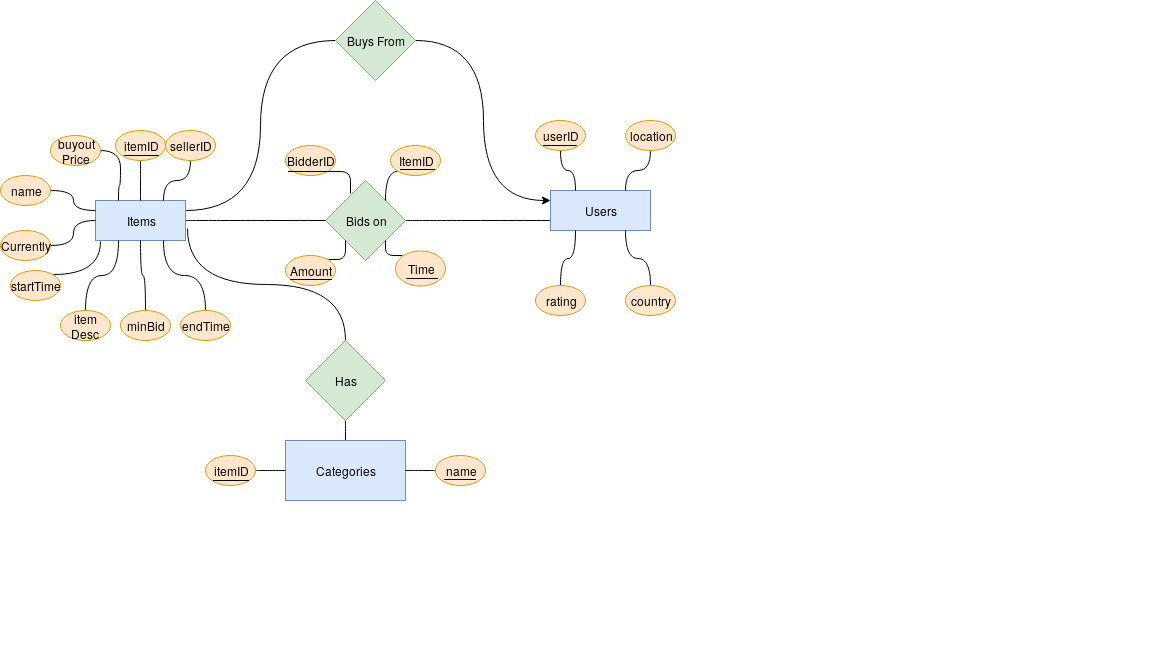 Buys From
buyout
Price
itemID
sellerID
userID
location
BidderID
ItemID
name
Items
Bids on
Users
Currently
startTime
Amount
Time
item
Desc
minBid
endTime
rating
country
Has
itemID
Categories
name